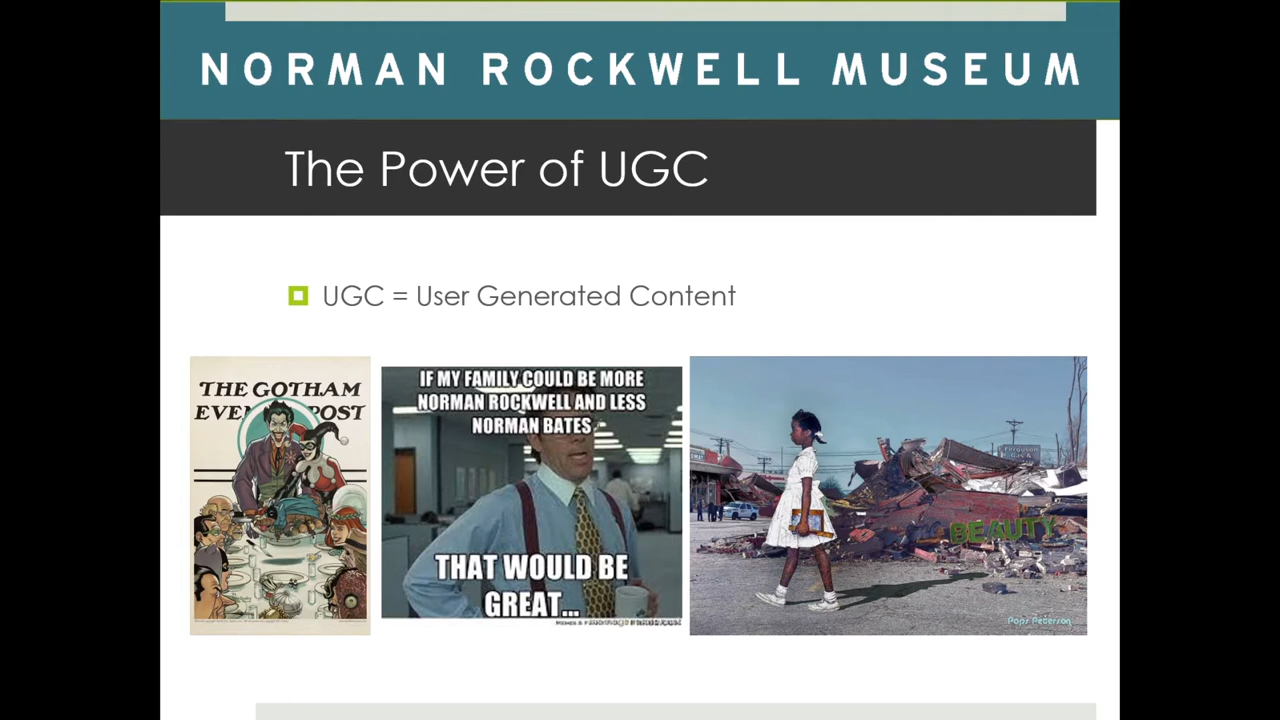 NORMAN ROCKWELL MUSEUM
The Power of UGC
UGC = User Generated Content
THE GOTHAM
EVEN POST
IF MY FAMILY COULD BE MORE
NORMAN ROCKWELL AND LESS
NORMAN BATES
THAT WOULD BE
GREAT...
Ferguson
BEAUTY
Pops Peterson